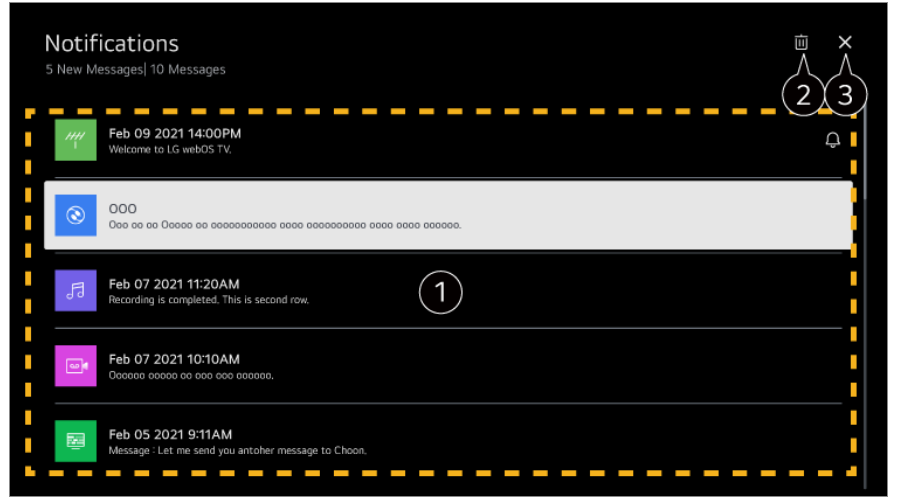 Notifications
5 New Messages| 10 Messages
2
3
Feb 09 2021 14:00PM
Welcome to LG webOS TV.
OOO
Ooo oo oo Ooooo oo ooooooooooo oooo oooooooooo oooo oooo oooooo.
Feb 07 2021 11:20AM
Recording is completed. This is second row.
1
Feb 07 2021 10:10AM
Oooooo ooooo oo ooo ooo oooooo.
Feb 05 2021 9:11AM
Message : Let me send you antoher message to Choon.